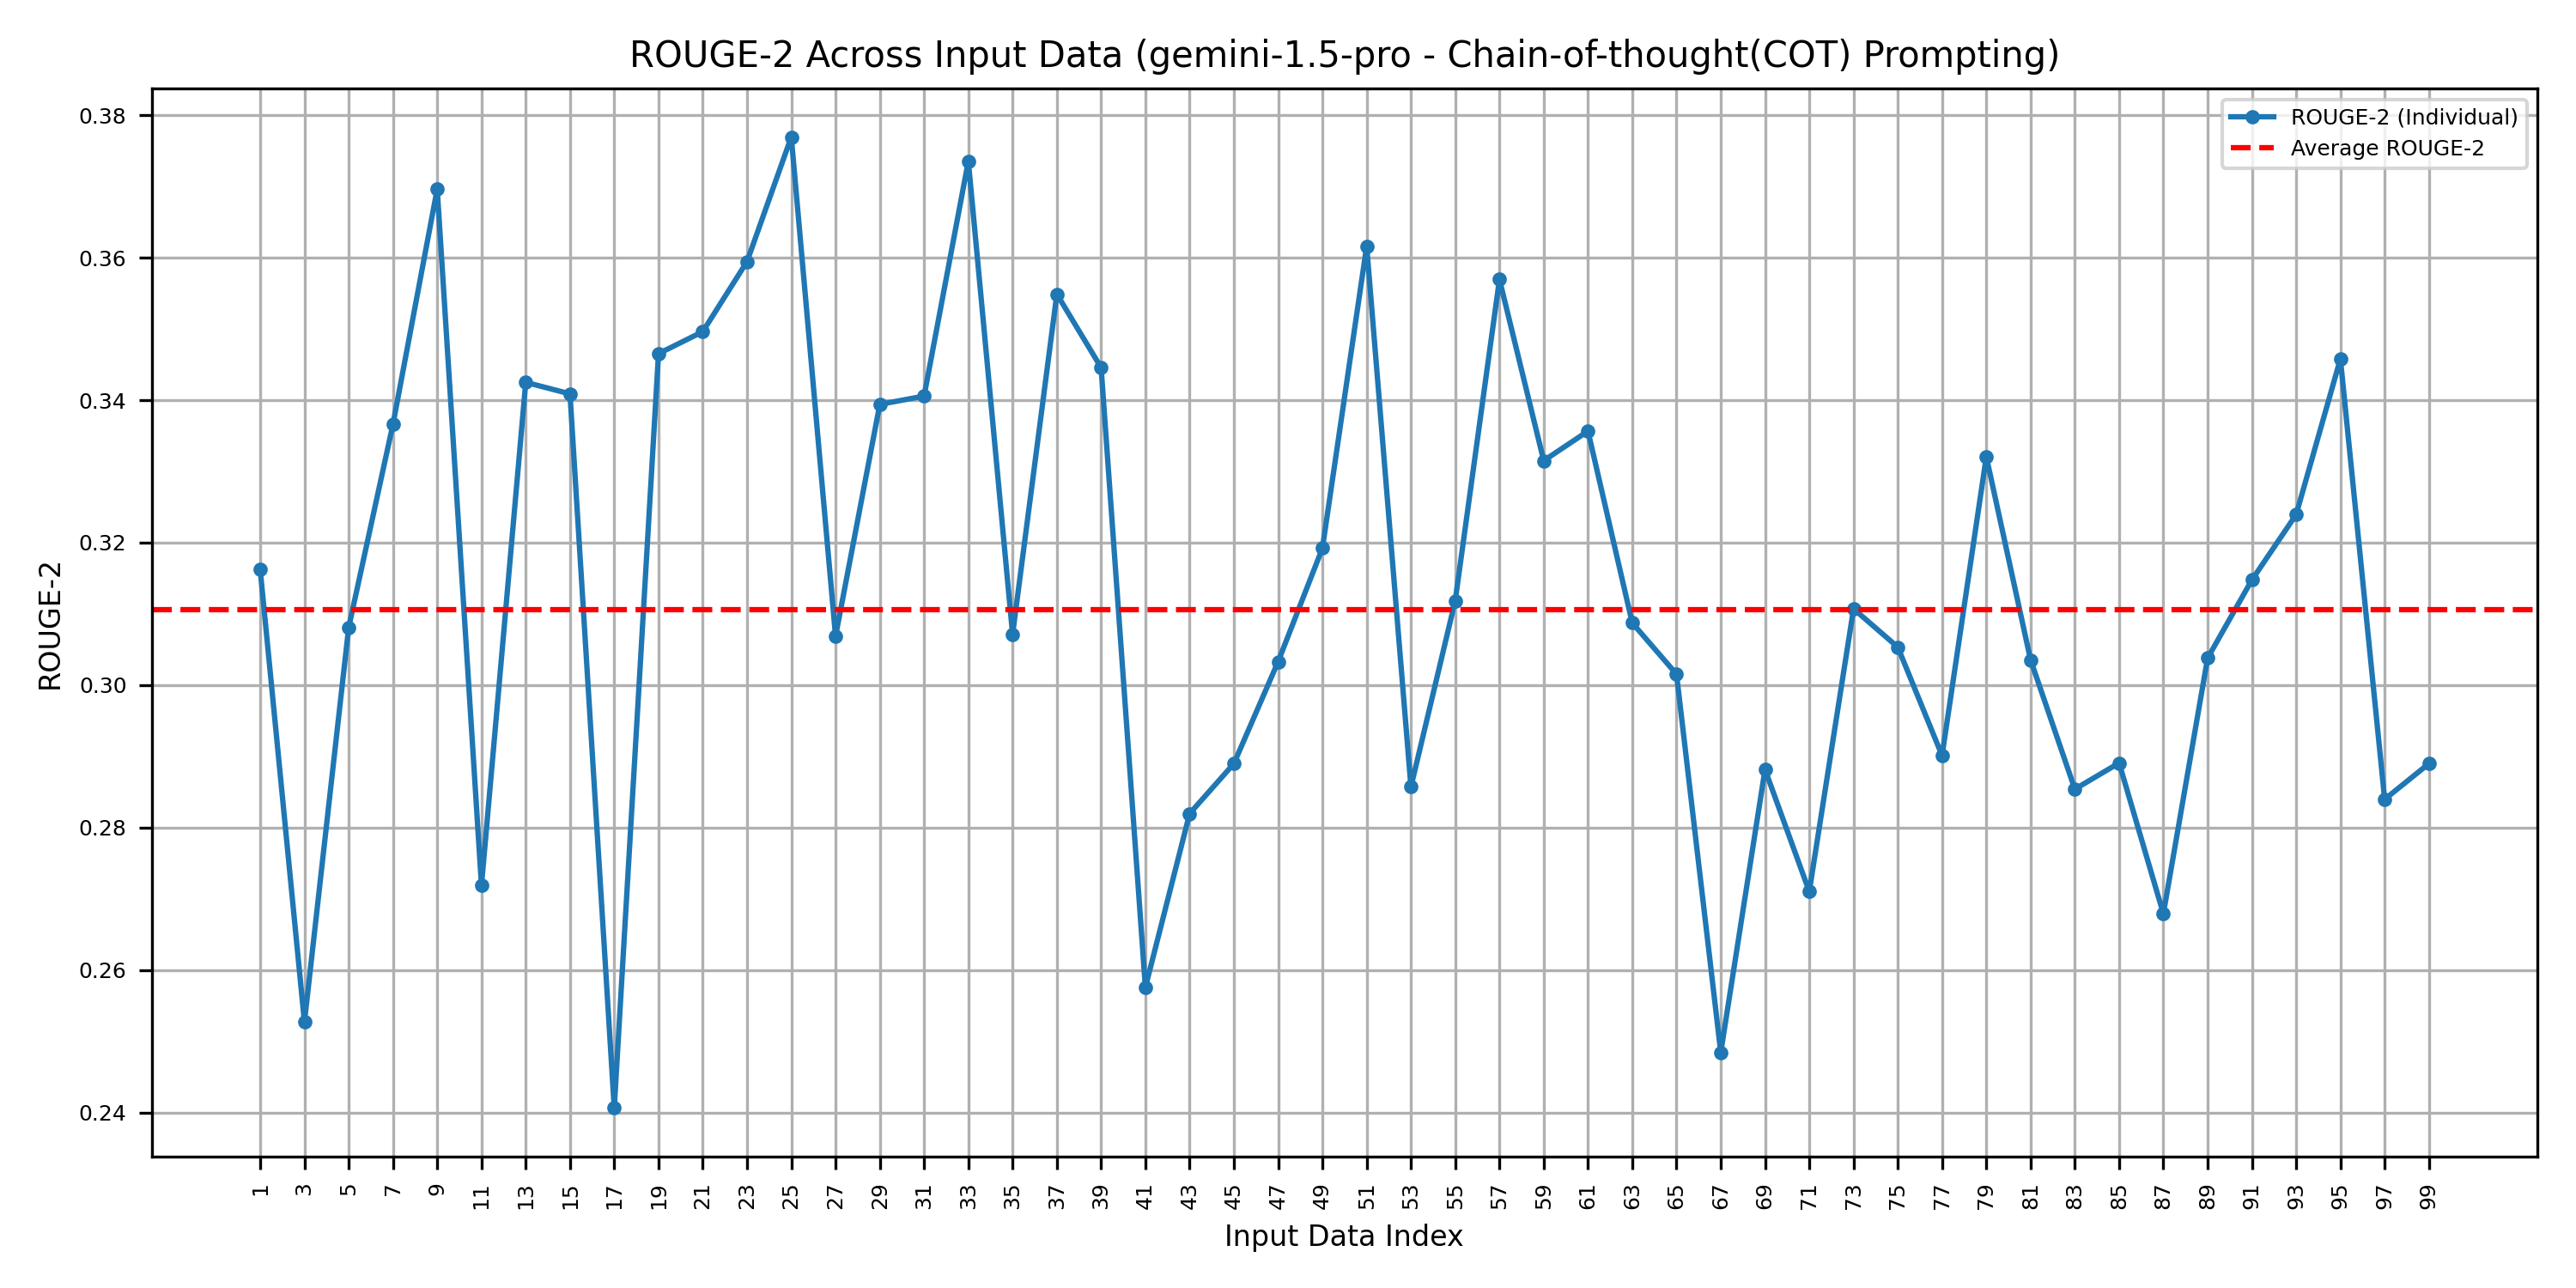 ROUGE-2 Across Input Data (gemini-1.5-pro - Chain-of-thought(COT) Prompting)
ROUGE-2 (Individual)
Average ROUGE-2
ROUGE-2
0.38
0.36
0.34
0.32
0.30
0.28
0.26
0.24
1 3 5 7 9 11 13 15 17 19 21 23 25 27 29 31 33 35 37 39 41 43 45 47 49 51 53 55 57 59 61 63 65 67 69 71 73 75 77 79 81 83 85 87 89 91 93 95 97 99
Input Data Index